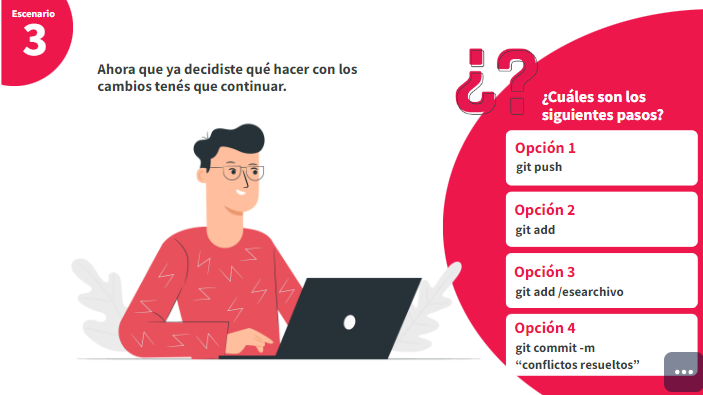 Escenario
3
Ahora que ya decidiste qué hacer con los
cambios tenés que continuar.
¿?
¿Cuáles son los
siguientes pasos?
Opción 1
git push
Opción 2
git add
Opción 3
git add /esearchivo
Opción 4
git commit -m
“conflictos resueltos”